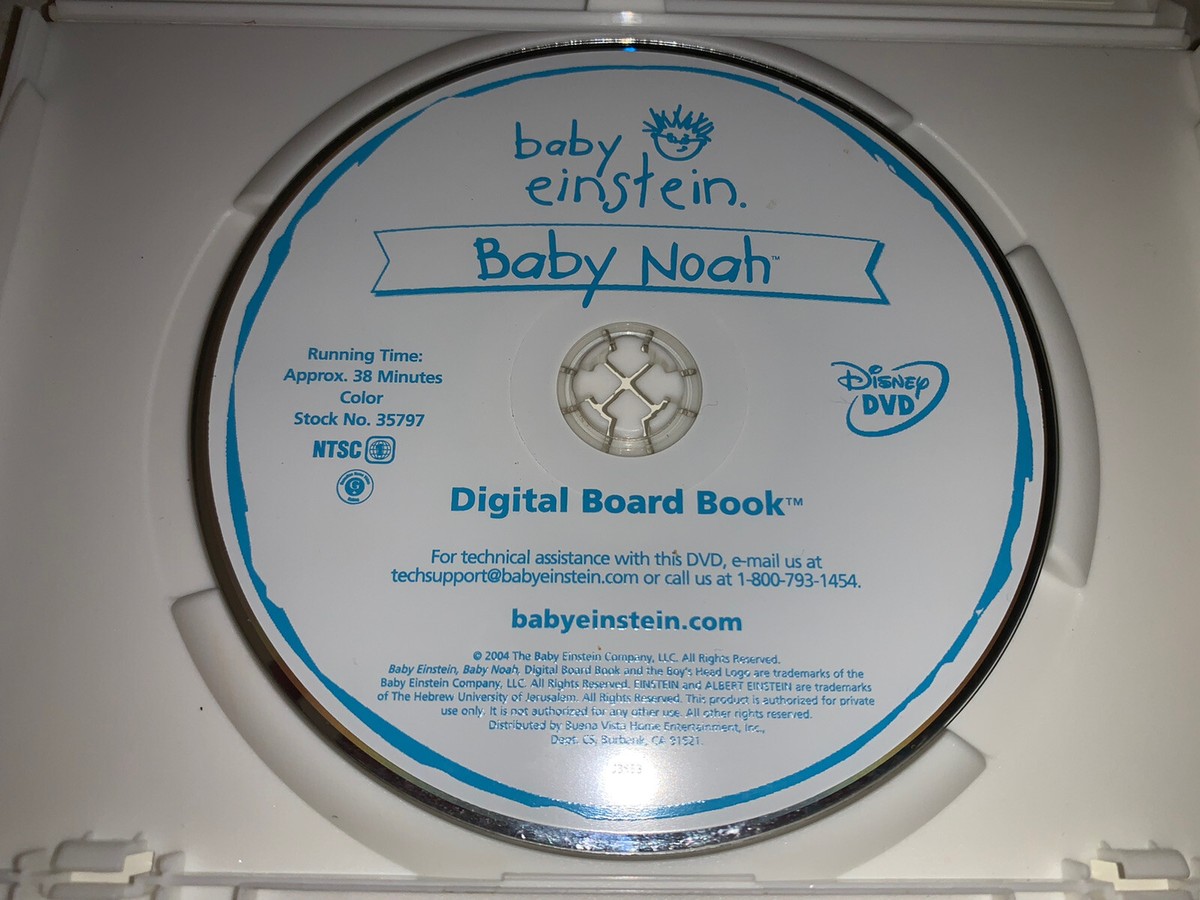 baby
einstein.
Baby Noah™
Running Time:
Approx. 38 Minutes
Color
Stock No. 35797
NTSC
DISNEY
DVD
Digital Board Book™
For technical assistance with this DVD, e-mail us at
techsupport@babyeinstein.com or call us at 1-800-793-1454.
babyeinstein.com
© 2004 The Baby Einstein Company, LLC. All Rights Reserved.
Baby Einstein, Baby Noah, Digital Board Book and the Boy's Head Logo are trademarks of the
Baby Einstein Company, LLC. All Rights Reserved. EINSTEIN and ALBERT EINSTEIN are trademarks
of The Hebrew University of Jerusalem. All Rights Reserved. This product is authorized for private
use only. It is not authorized for any other use. All other rights reserved.
Distributed by Buena Vista Home Entertainment, Inc.,
Dept. CS, Burbank, CA 91521.